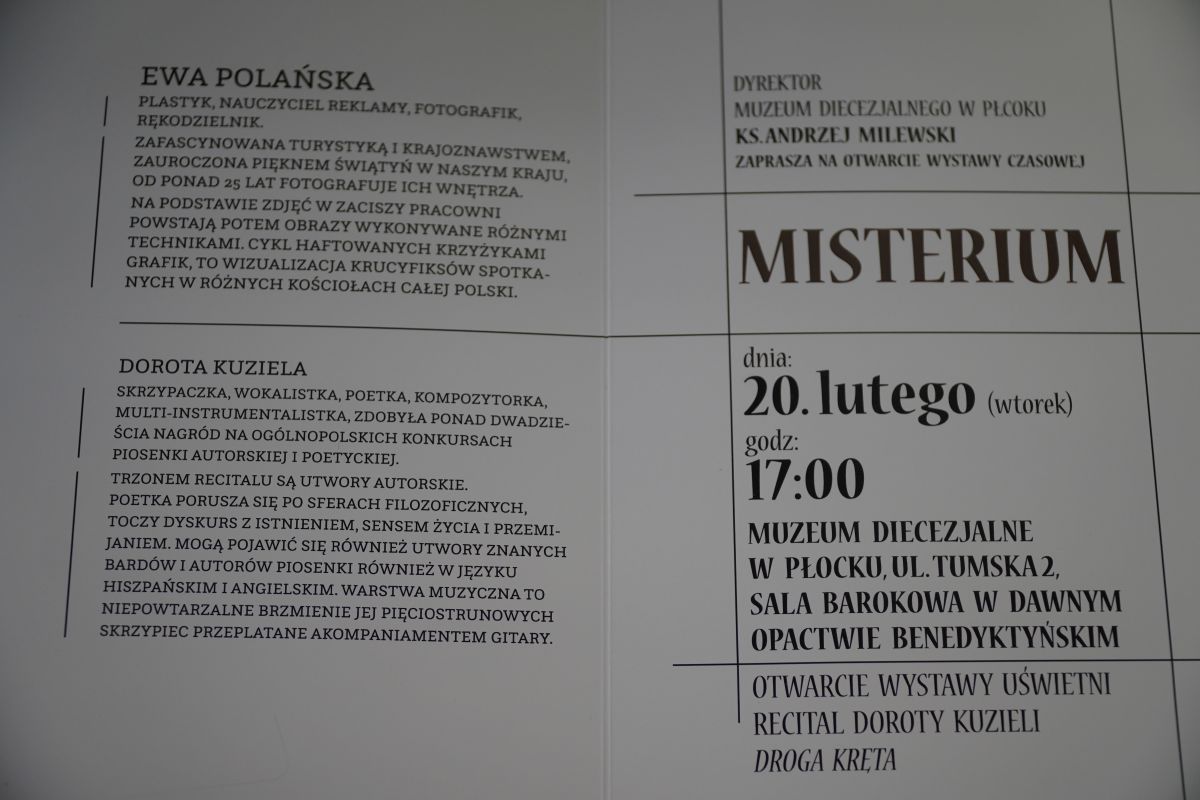 EWA POLAŃSKA
PLASTYK, NAUCZYCIEL REKLAMY, FOTOGRAFIK,
RĘKODZIELNIK.
ZAFASCYNOWANA TURYSTYKĄ I KRAJOZNAWSTWEM,
ZAUROCZONA PIĘKNEM ŚWIĄTYŃ W NASZYM KRAJU,
OD PONAD 25 LAT FOTOGRAFUJE ICH WNĘTRZA.
NA PODSTAWIE ZDJĘĆ W ZACISZY PRACOWNI
POWSTAJĄ POTEM OBRAZY WYKONYWANE RÓŻNYMI
TECHNIKAMI. CYKL HAFTOWANYCH KRZYŻYKAMI
GRAFIK, TO WIZUALIZACJA KRUCYFIKSÓW SPOTKA-
NYCH W RÓŻNYCH KOŚCIOŁACH CAŁEJ POLSKI.
DOROTA KUZIELA
SKRZYPACZKA, WOKALISTKA, POETKA, KOMPOZYTORKA,
MULTI-INSTRUMENTALISTKA, ZDOBYŁA PONAD DWADZIE-
ŚCIA NAGRÓD NA OGÓLNOPOLSKICH KONKURSACH
PIOSENKI AUTORSKIEJ I POETYCKIEJ.
TRZONEM RECITALU SĄ UTWORY AUTORSKIE.
POETKA PORUSZA SIĘ PO SFERACH FILOZOFICZNYCH,
TOCZY DYSKURS Z ISTNIENIEM, SENSEM ŻYCIA I PRZEMI-
JANIEM. MOGĄ POJAWIĆ SIĘ RÓWNIEŻ UTWORY ZNANYCH
BARDÓW I AUTORÓW PIOSENKI RÓWNIEŻ W JĘZYKU
HISZPAŃSKIM I ANGIELSKIM. WARSTWA MUZYCZNA TO
NIEPOWTARZALNE BRZMIENIE JEJ PIĘCIOSTRUNOWYCH
SKRZYPIEC PRZEPLATANE AKOMPANIAMENTEM GITARY.
DYREKTOR
MUZEUM DIECEZJALNEGO W PŁCOKU
KS. ANDRZEJ MILEWSKI
ZAPRASZA NA OTWARCIE WYSTAWY CZASOWEJ
MISTERIUM
dnia:
20. lutego (wtorek)
godz:
17:00
MUZEUM DIECEZJALNE
W PŁOCKU, UL. TUMSKA 2,
SALA BAROKOWA W DAWNYM
OPACTWIE BENEDYKTYŃSKIM
OTWARCIE WYSTAWY UŚWIETNI
RECITAL DOROTY KUZIELI
DROGA KRĘTA